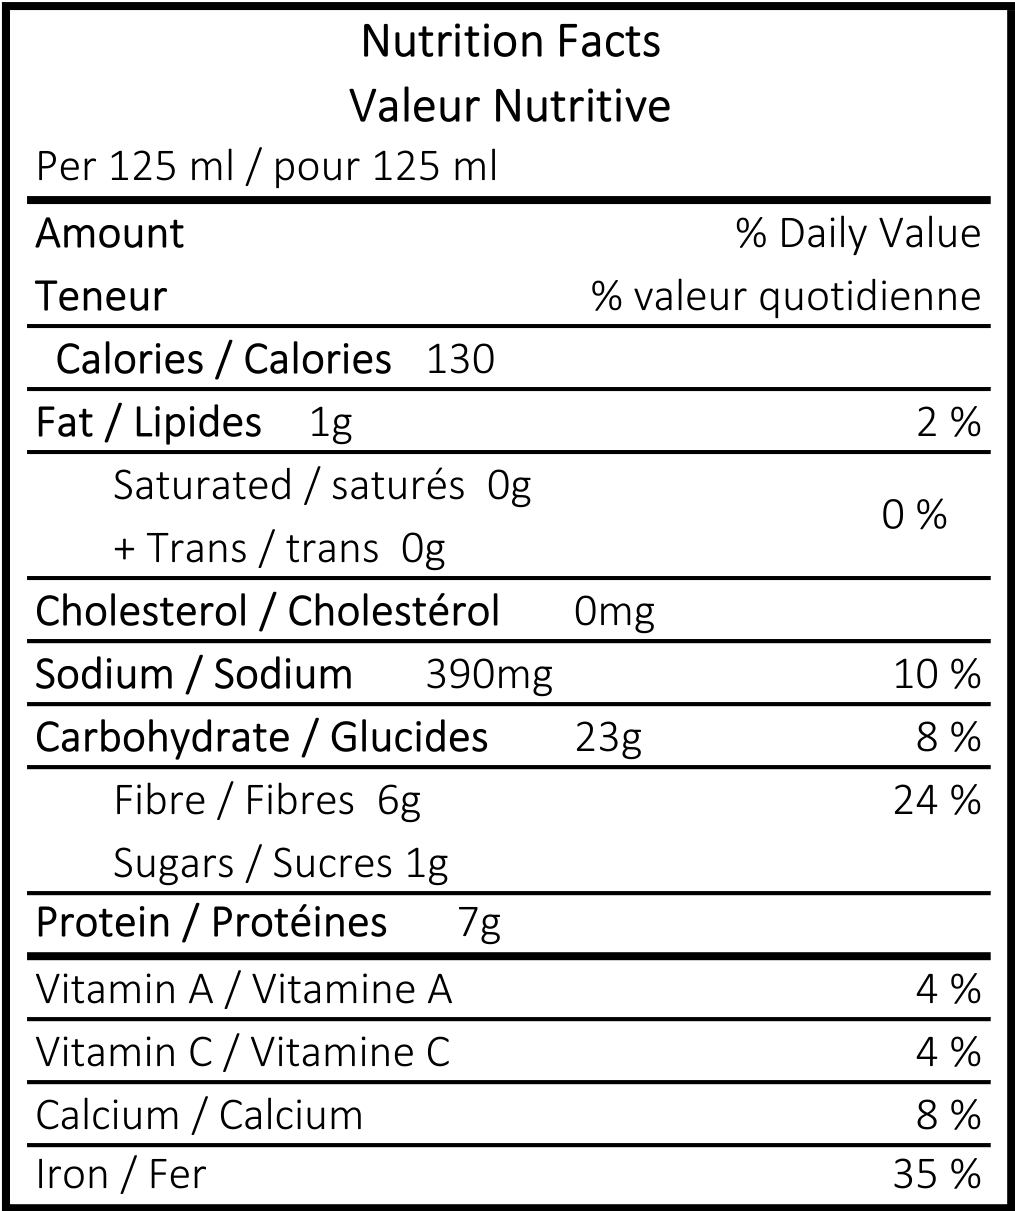 Nutrition Facts
Valeur Nutritive
Per 125 ml / pour 125 ml
Amount % Daily Value
Teneur % valeur quotidienne
Calories / Calories 130
Fat / Lipides 1g 2 %
Saturated / saturés 0g
0 %
+ Trans / trans 0g
Cholesterol / Cholestérol 0mg
Sodium / Sodium 390mg 10 %
Carbohydrate / Glucides 23g 8 %
Fibre / Fibres 6g 24 %
Sugars / Sucres 1g
Protein / Protéines 7g
Vitamin A / Vitamine A 4 %
Vitamin C / Vitamine C 4 %
Calcium / Calcium 8 %
Iron / Fer 35 %